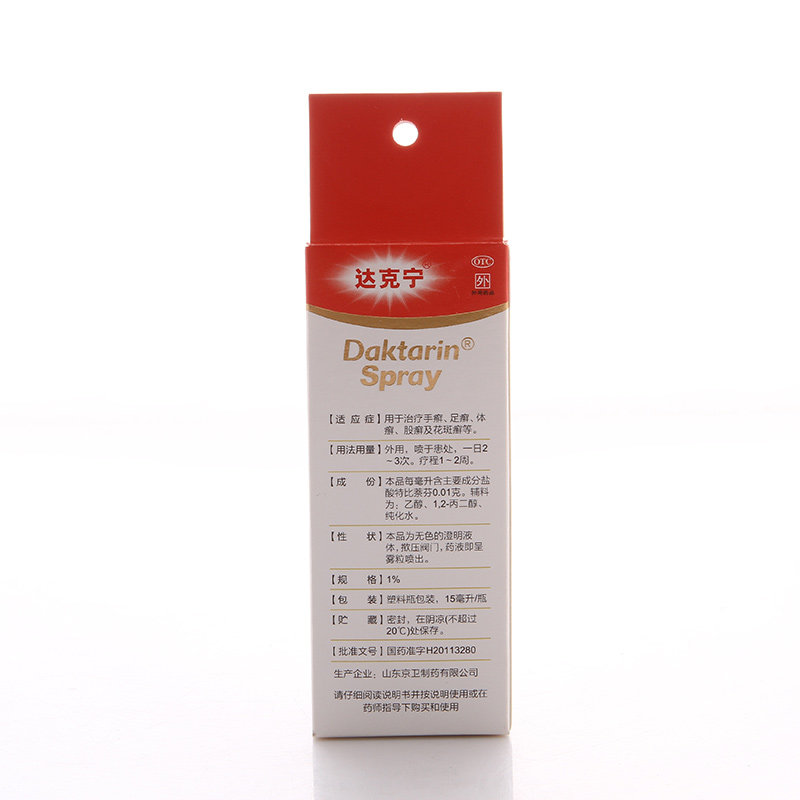 达克宁®
OTC
外
外用药品
Daktarin®
Spray
【适应症】用于治疗手癣、足癣、体
癣、股癣及花斑癣等。
【用法用量】外用，喷于患处，一日2
～3次。疗程1～2周。
【成份】本品每毫升含主要成分盐
酸特比萘芬0.01克。辅料
为：乙醇、1,2-丙二醇、
纯化水。
【性状】本品为无色的澄明液
体，揿压阀门，药液即呈
雾粒喷出。
【规格】1%
【包装】塑料瓶包装，15毫升/瓶
【贮藏】密封，在阴凉(不超过
20℃)处保存。
【批准文号】国药准字H20113280
生产企业：山东京卫制药有限公司
请仔细阅读说明书并按说明使用或在
药师指导下购买和使用